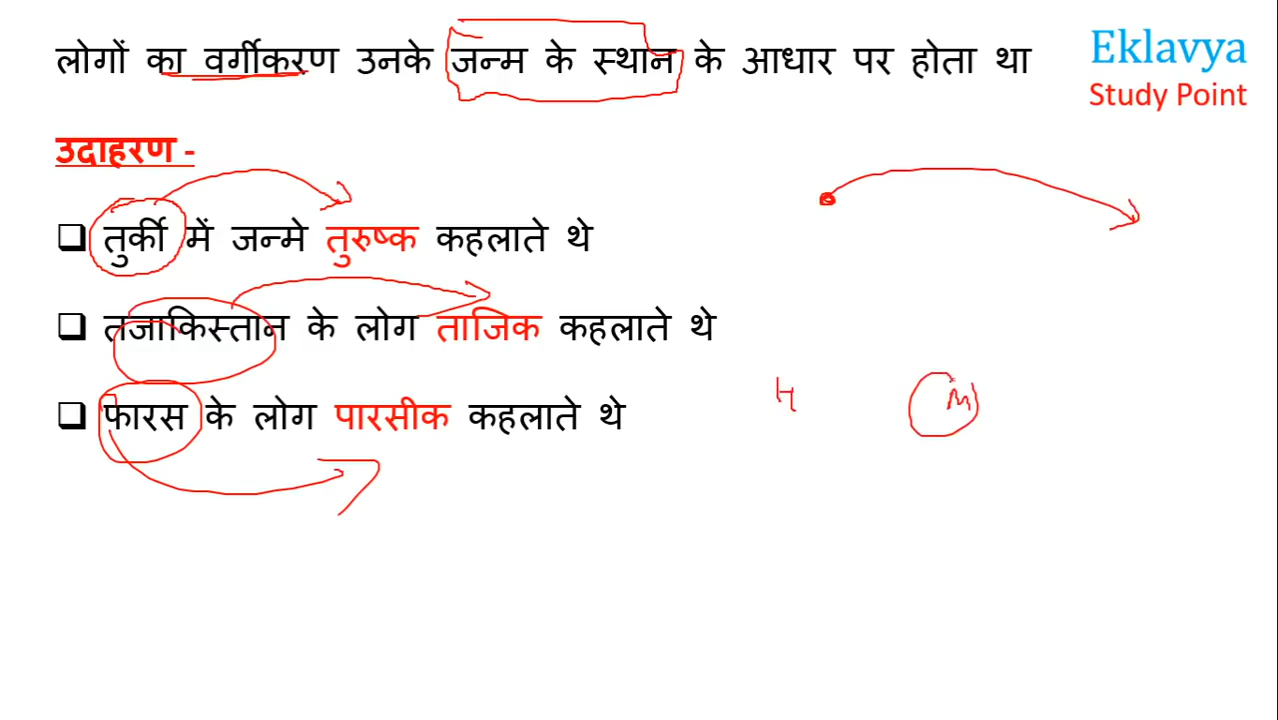 लोगों का वर्गीकरण उनके जन्म के स्थान के आधार पर होता था
Eklavya
Study Point
उदाहरण -
तुर्की में जन्मे तुरुष्क कहलाते थे
तजाकिस्तान के लोग ताजिक कहलाते थे
फारस के लोग पारसीक कहलाते थे
H
M